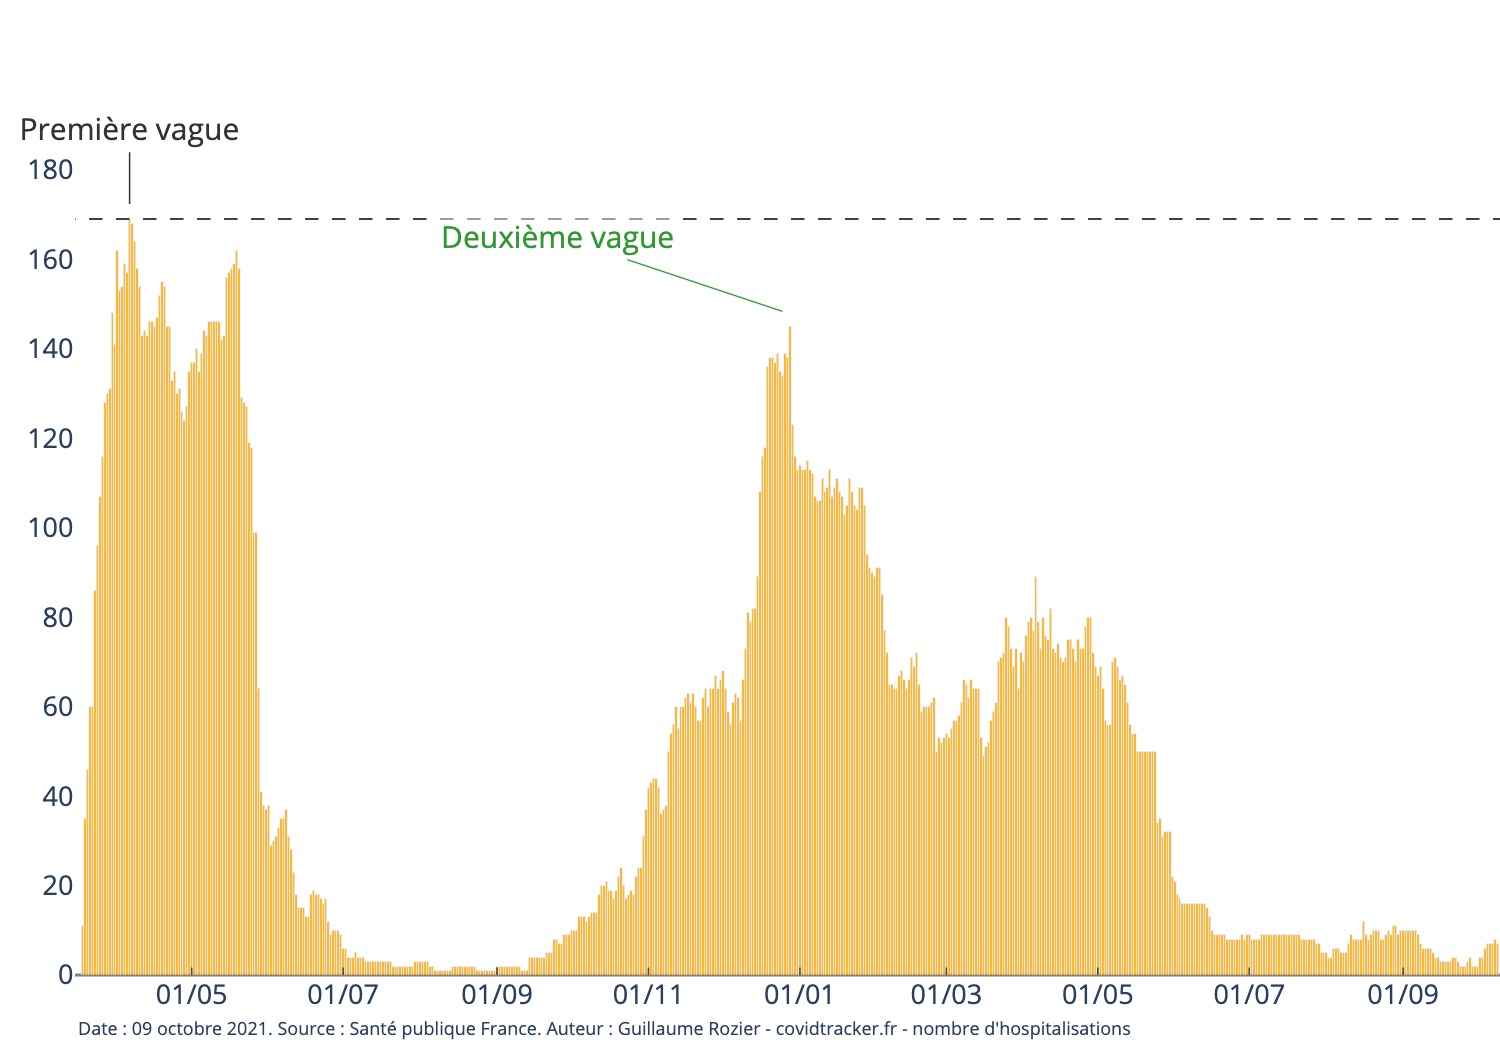 Première vague
180
Deuxième vague
160
140
120
100
80
60
40
20
0
01/05 01/07 01/09 01/11 01/01 01/03 01/05 01/07 01/09
Date : 09 octobre 2021. Source : Santé publique France. Auteur : Guillaume Rozier - covidtracker.fr - nombre d'hospitalisations